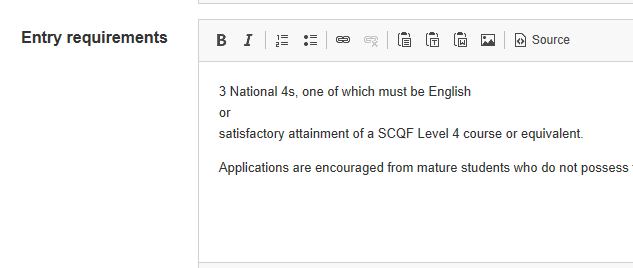 Entry requirements
B I Source
3 National 4s, one of which must be English
or
satisfactory attainment of a SCQF Level 4 course or equivalent.
Applications are encouraged from mature students who do not possess